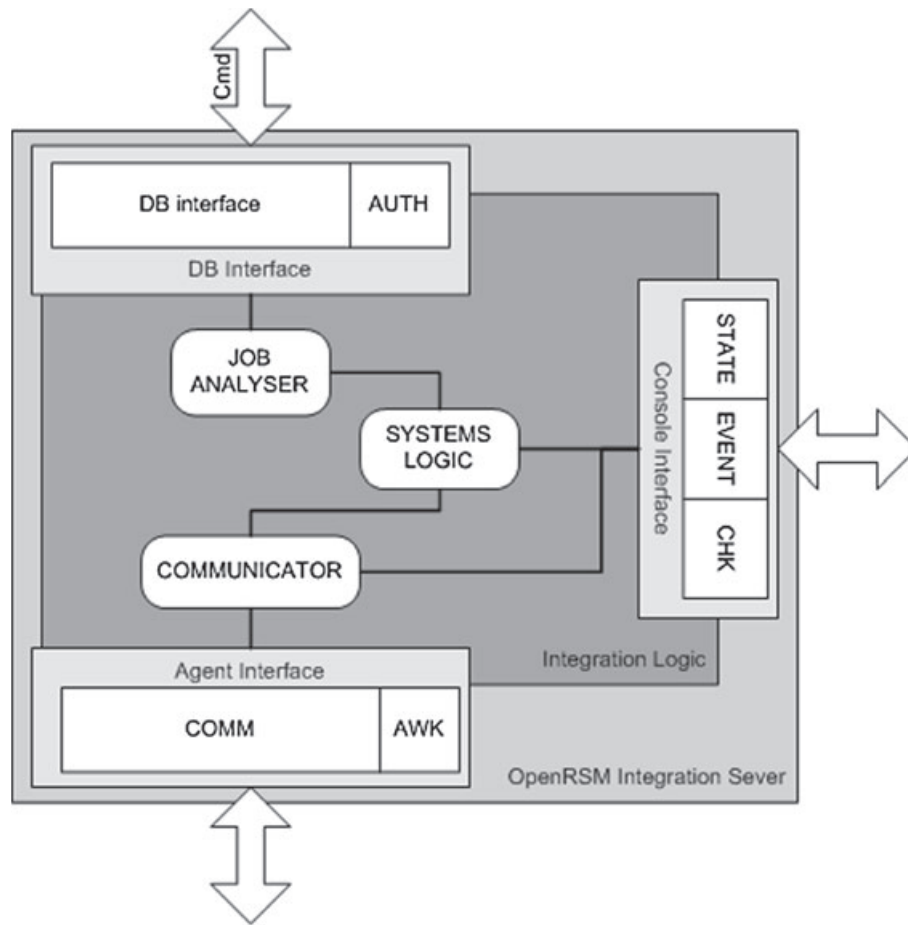 Cmd
DB interface
AUTH
DB Interface
JOB
ANALYSER
SYSTEMS
LOGIC
COMMUNICATOR
STATE
EVENT
CHK
Console Interface
Integration Logic
Agent Interface
COMM
AWK
OpenRSM Integration Sever